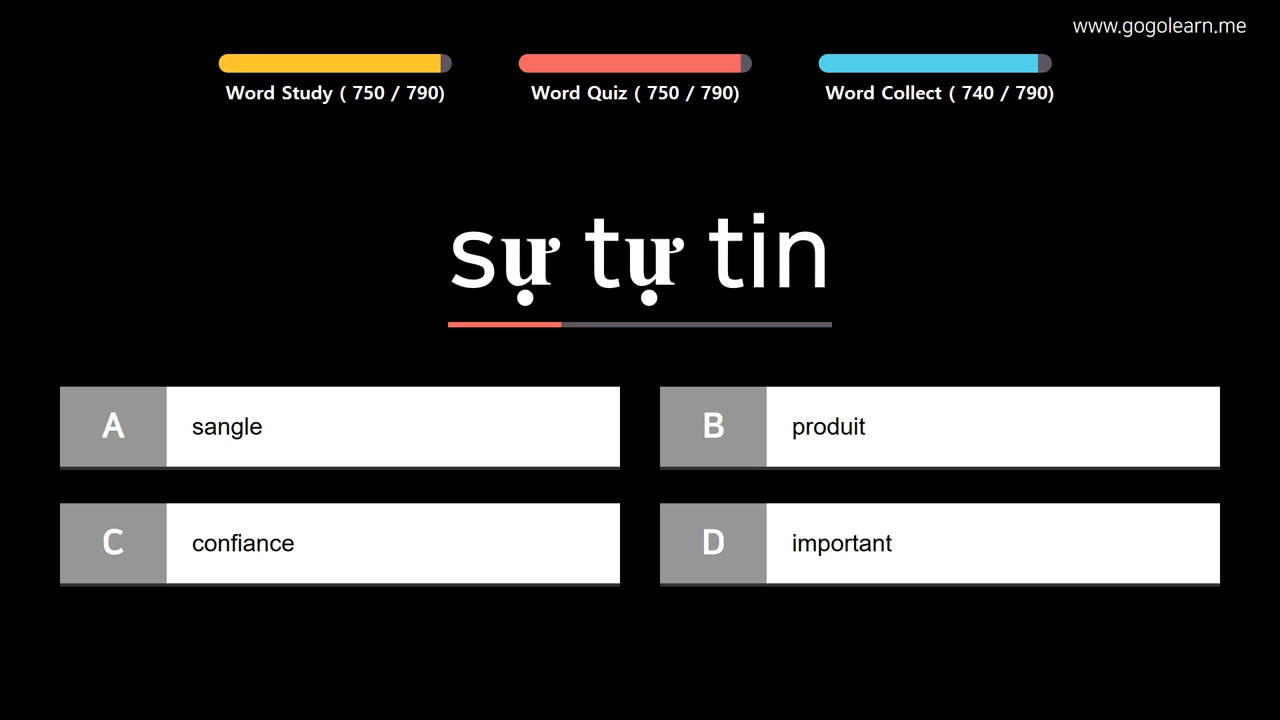 www.gogolearn.me
Word Study ( 750 / 790)
Word Quiz ( 750 / 790)
Word Collect ( 740 / 790)
sự tự tin
A sangle
B produit
C confiance
D important